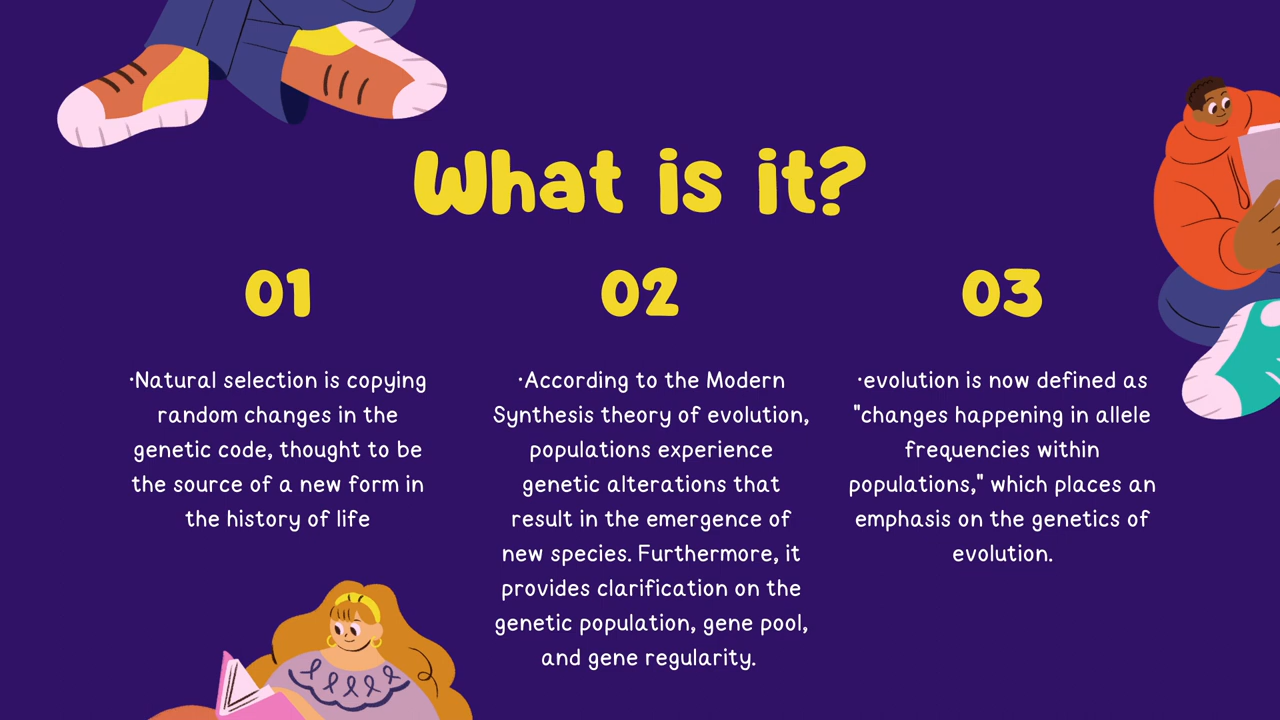 What is it?
01
·Natural selection is copying
random changes in the
genetic code, thought to be
the source of a new form in
the history of life
02
·According to the Modern
Synthesis theory of evolution,
populations experience
genetic alterations that
result in the emergence of
new species. Furthermore, it
provides clarification on the
genetic population, gene pool,
and gene regularity.
03
·evolution is now defined as
"changes happening in allele
frequencies within
populations," which places an
emphasis on the genetics of
evolution.